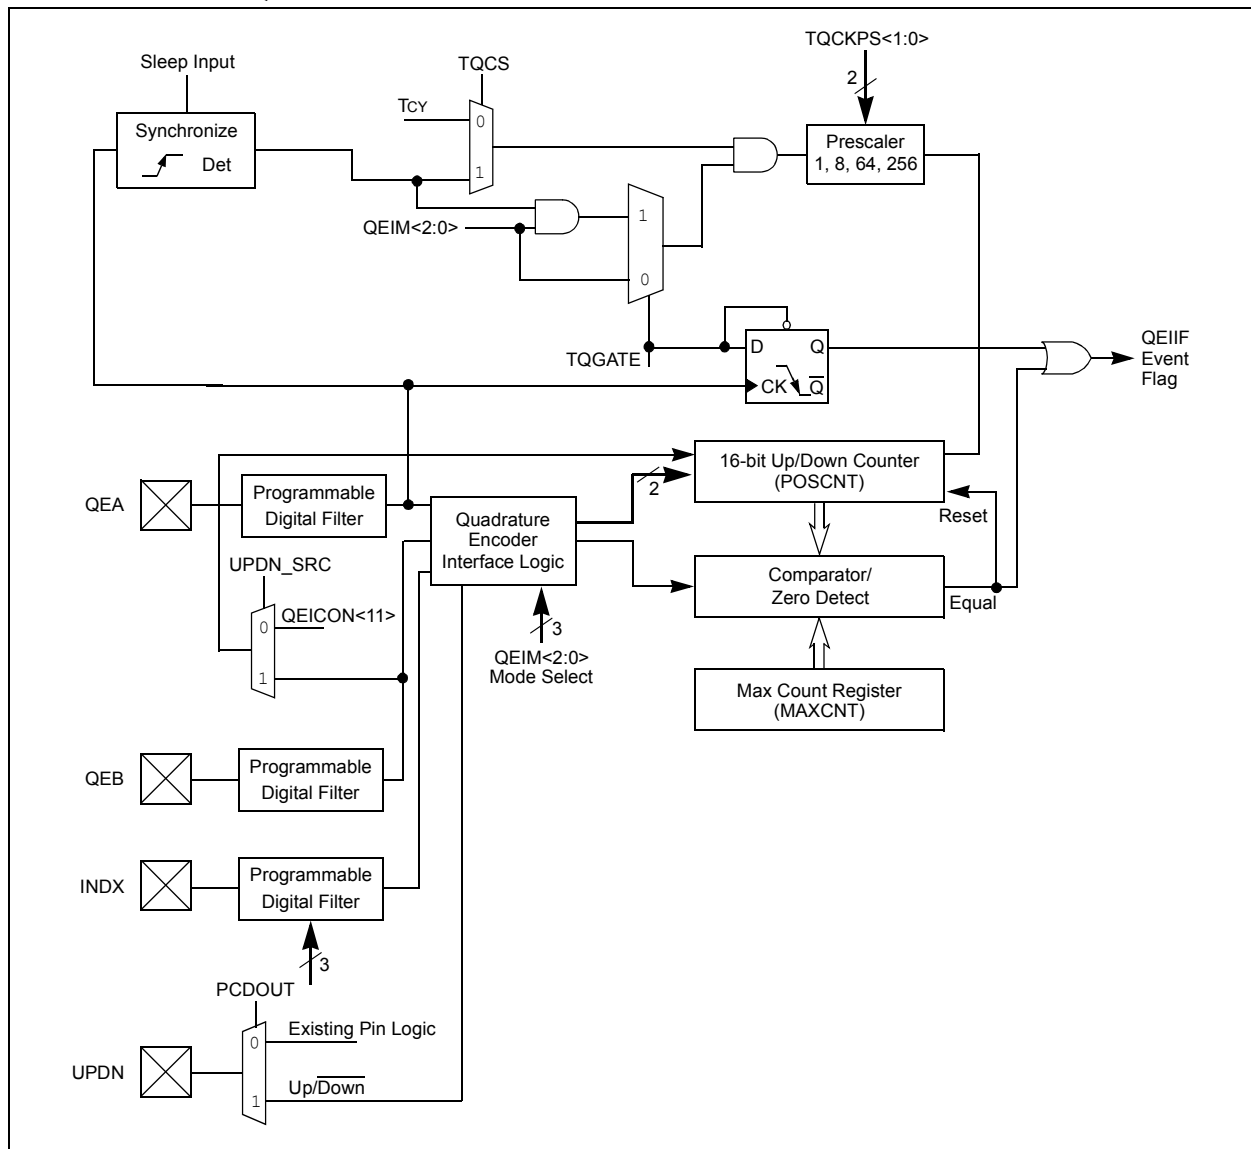 TQCKPS<1:0>
Sleep Input
TQCS
2
TCY
0
Synchronize
Det
Prescaler
1, 8, 64, 256
1
QEIM<2:0>
1
0
TQGATE
D
Q
CK
Q
QEIIF
Event
Flag
QEA
Programmable
Digital Filter
2
16-bit Up/Down Counter
(POSCNT)
Reset
Quadrature
Encoder
Interface Logic
UPDN_SRC
0
QEICON<11>
1
Comparator/
Zero Detect
Equal
3
QEIM<2:0>
Mode Select
Max Count Register
(MAXCNT)
QEB
Programmable
Digital Filter
INDX
Programmable
Digital Filter
3
PCDOUT
0
Existing Pin Logic
UPDN
Up/Down
1